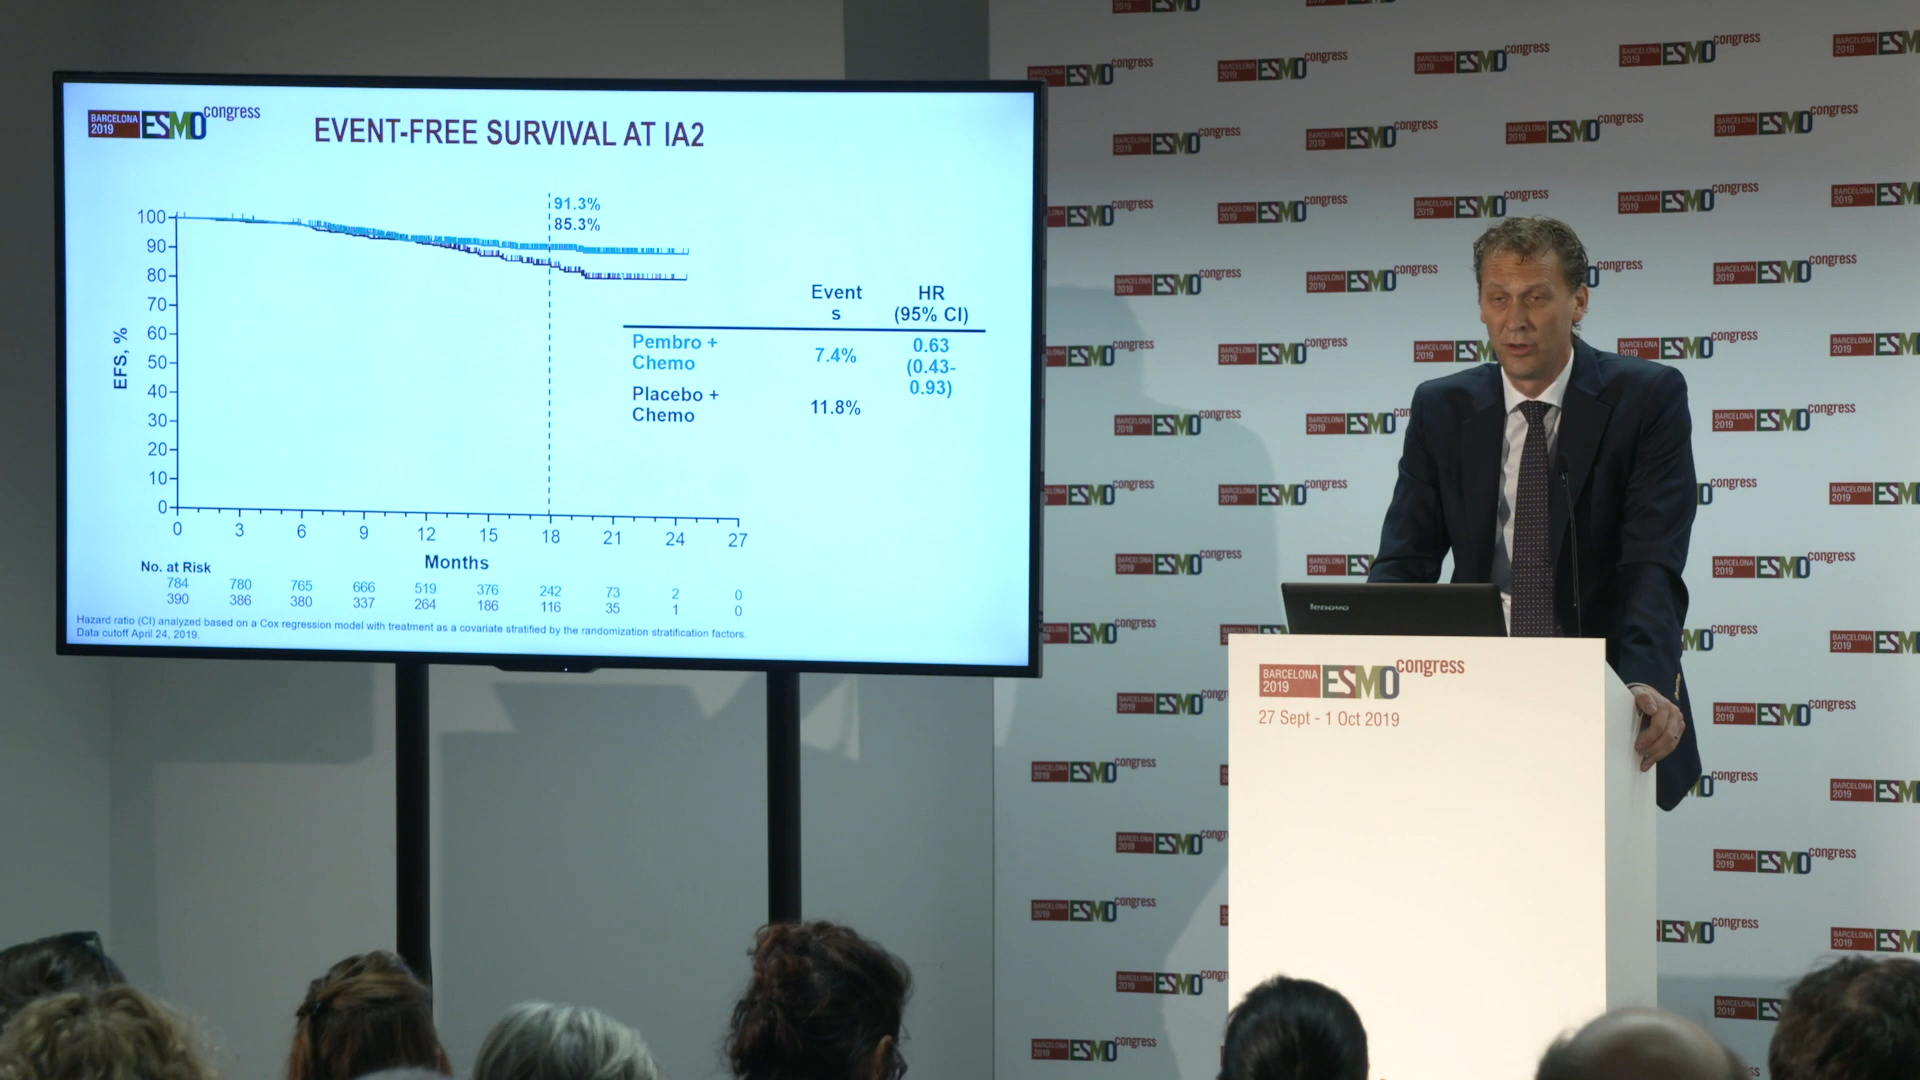 BARCELONA
2019
ESMO congress
EVENT-FREE SURVIVAL AT IA2
91.3%
85.3%
100
90
80
70
60
50
40
30
20
10
0
EFS, %
0 3 6 9 12 15 18 21 24 27
Months
Event
s
HR
(95% CI)
Pembro +
Chemo
7.4%
0.63
(0.43-
0.93)
Placebo +
Chemo
11.8%
No. at Risk
784 780 765 666 519 376 242 73 2 0
390 386 380 337 264 186 116 35 1 0
Hazard ratio (CI) analyzed based on a Cox regression model with treatment as a covariate stratified by the randomization stratification factors.
Data cutoff April 24, 2019.
lenovo
BARCELONA
2019
ESMO congress
27 Sept - 1 Oct 2019
BARCELONA
2019
ESMO congress